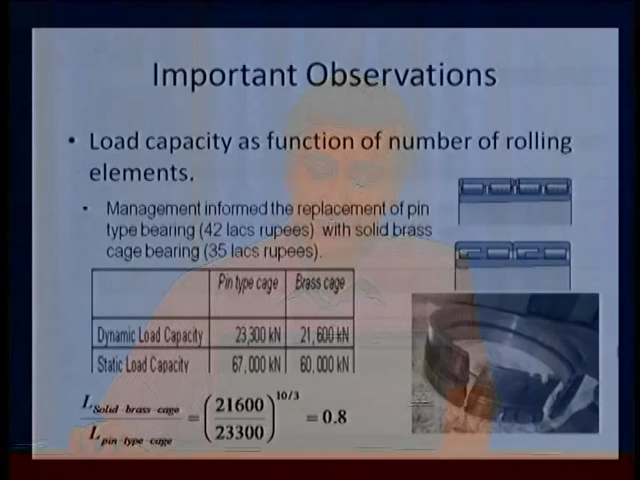 Important Observations
• Load capacity as function of number of rolling
elements.
• Management informed the replacement of pin
type bearing (42 lacs rupees) with solid brass
cage bearing (35 lacs rupees).
Pin type cage Brass cage
Dynamic Load Capacity 23,300 kN 21,600 kN
Static Load Capacity 67,000 kN 60,000 kN
L Solid brass cage / L pin type cage = (21600/23300)^10/3 = 0.8